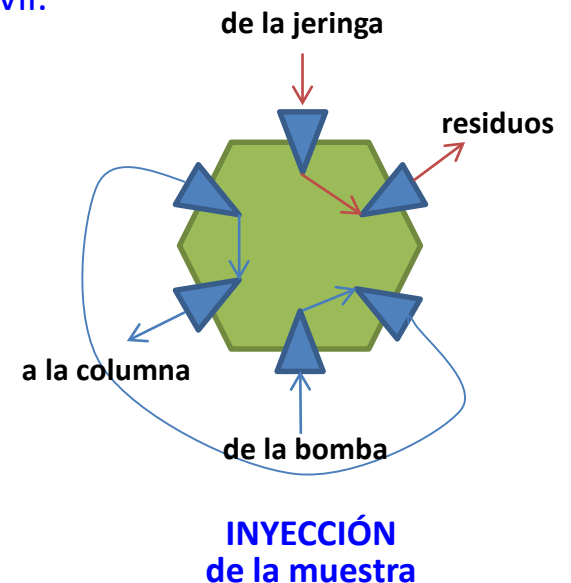 de la jeringa
residuos
a la columna
de la bomba
INYECCIÓN
de la muestra